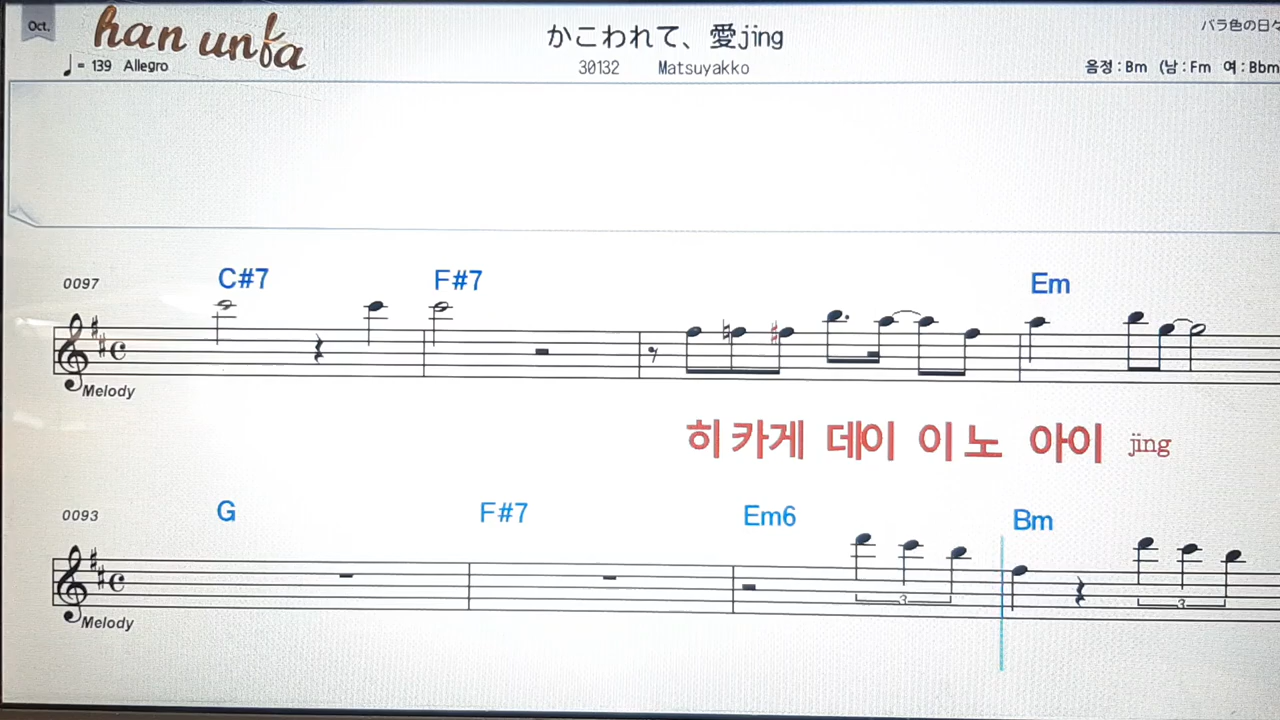 Oct.
han unfa
かこわれて、愛jing
バラ色の日々
= 139 Allegro
30132 Matsuyakko
음정 : Bm (남 : Fm 여 : Bbm
0097 C#7 F#7 Em
Melody
히 카게 데이 이 노 아이 jing
0093 G F#7 Em6 Bm
3 3
Melody